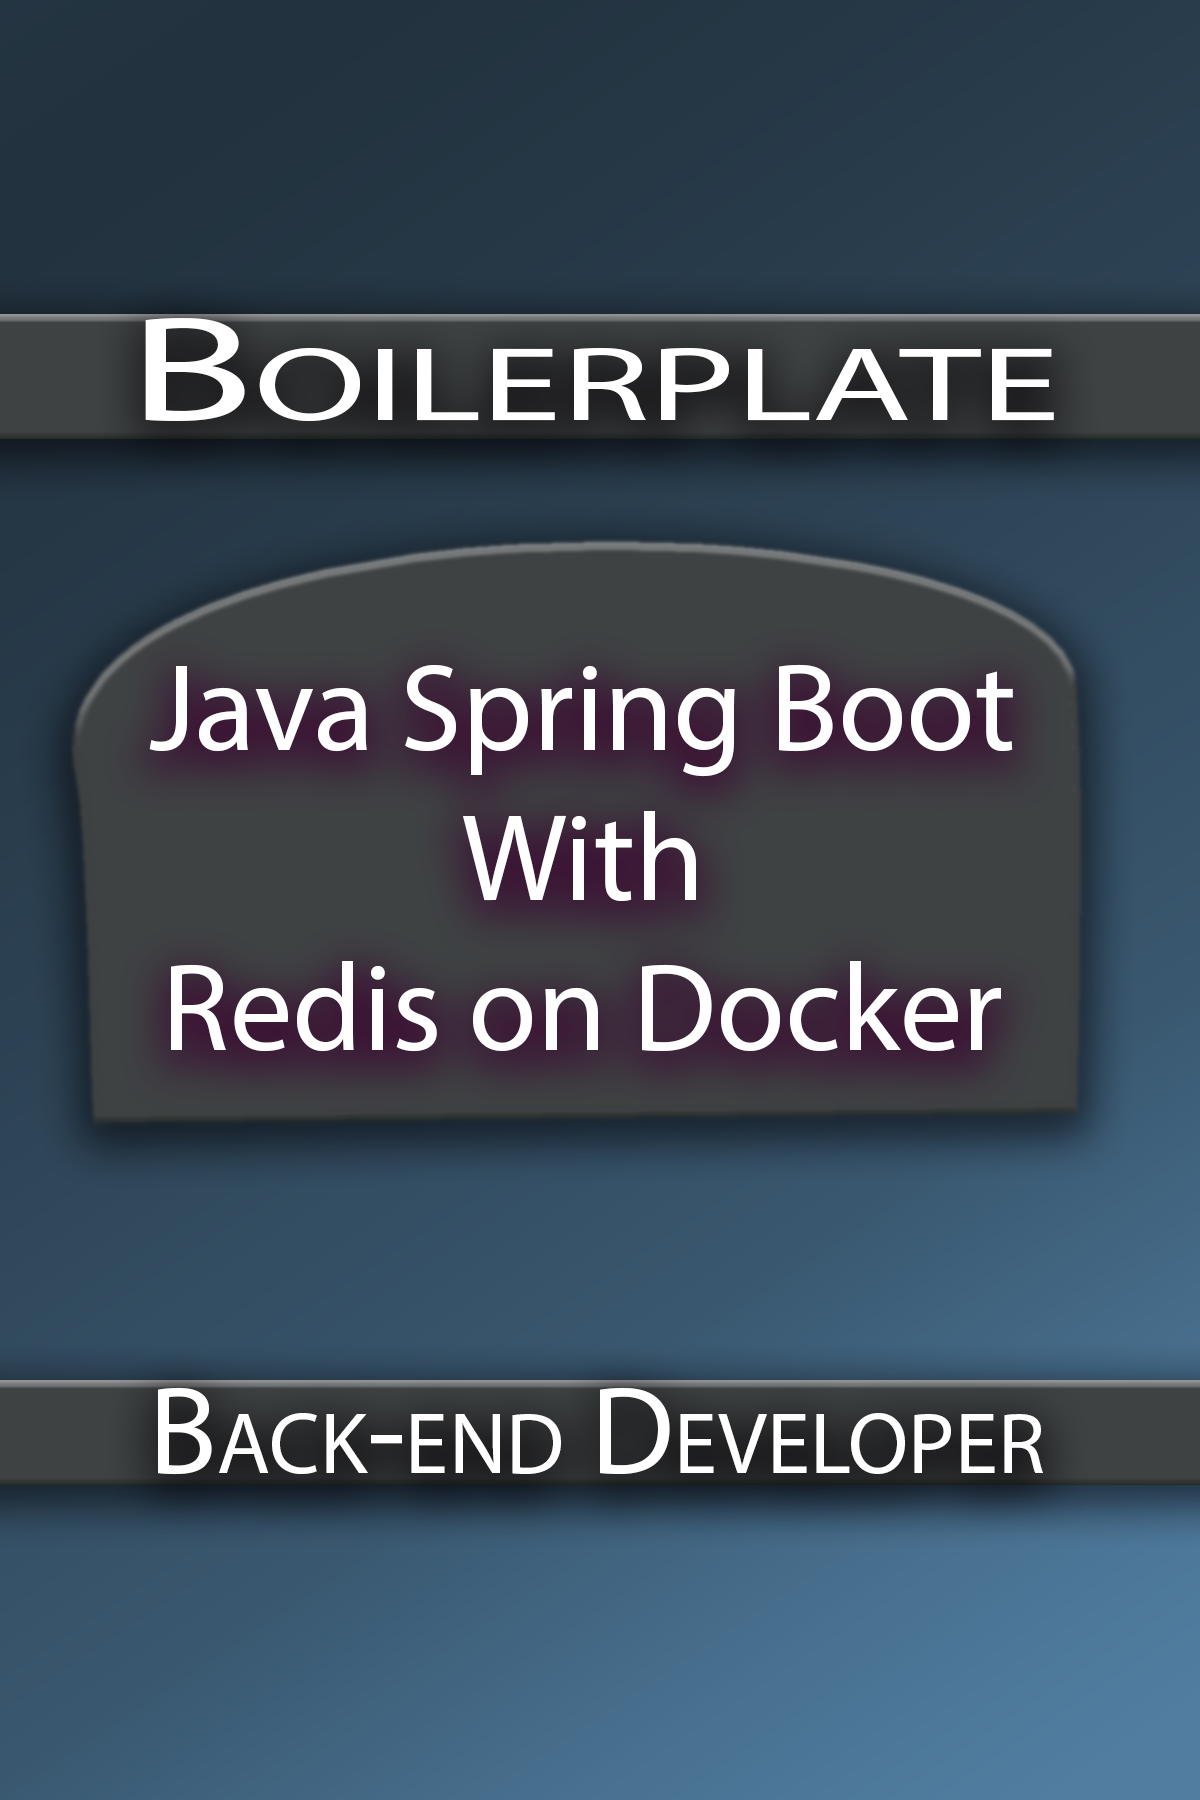 Boilerplate
Java Spring Boot
With
Redis on Docker
Back-end Developer